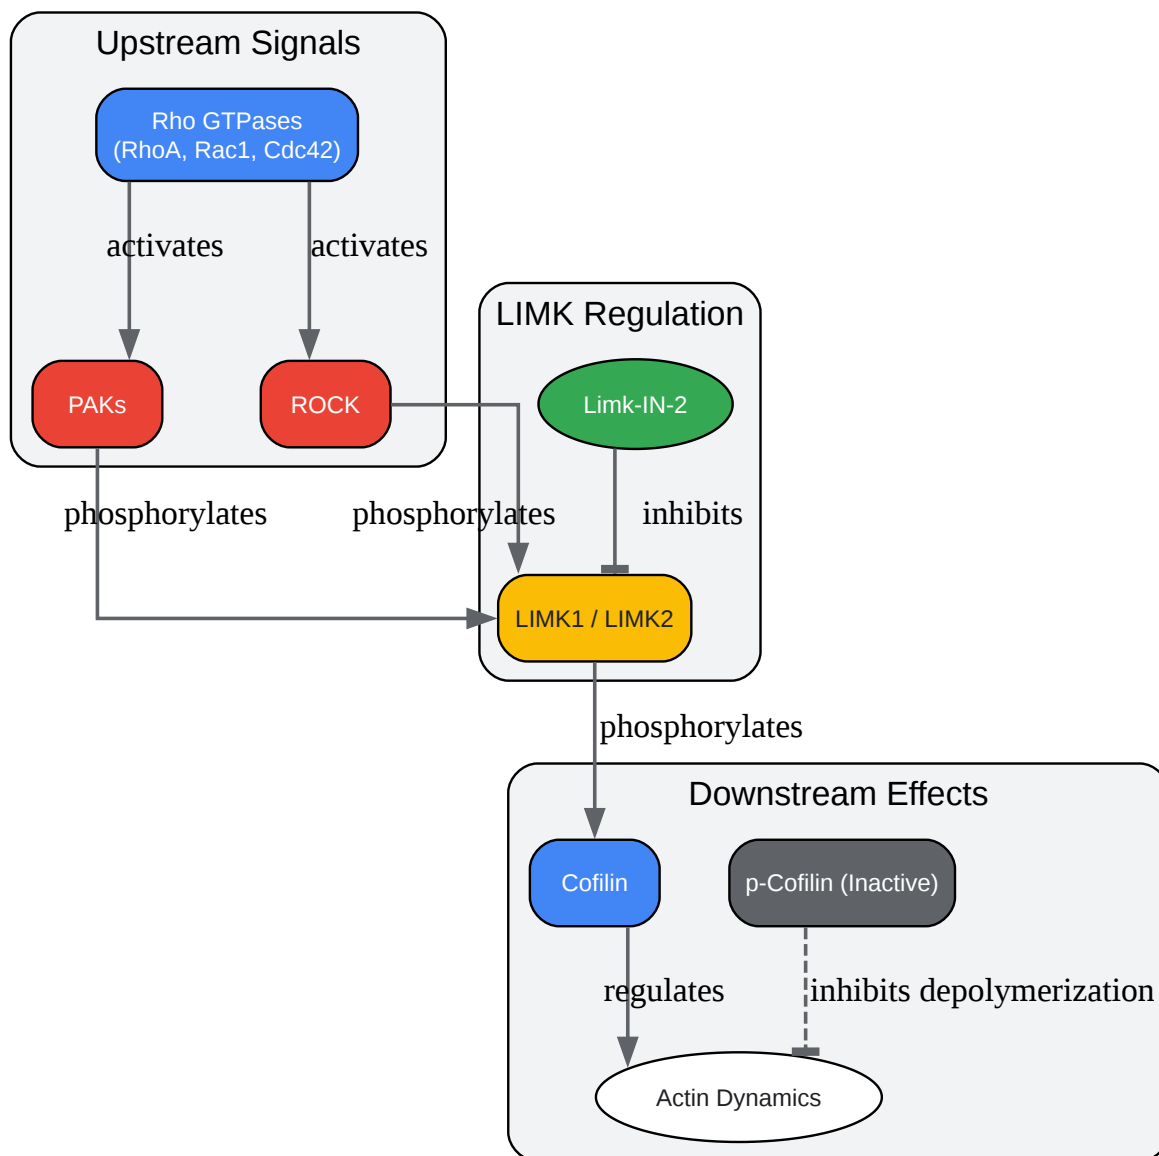 Upstream Signals
Rho GTPases
(RhoA, Rac1, Cdc42)
activates
activates
PAKs
ROCK
LIMK Regulation
Limk-IN-2
phosphorylates
phosphorylates
inhibits
LIMK1 / LIMK2
phosphorylates
Downstream Effects
Cofilin
p-Cofilin (Inactive)
regulates
inhibits depolymerization
Actin Dynamics